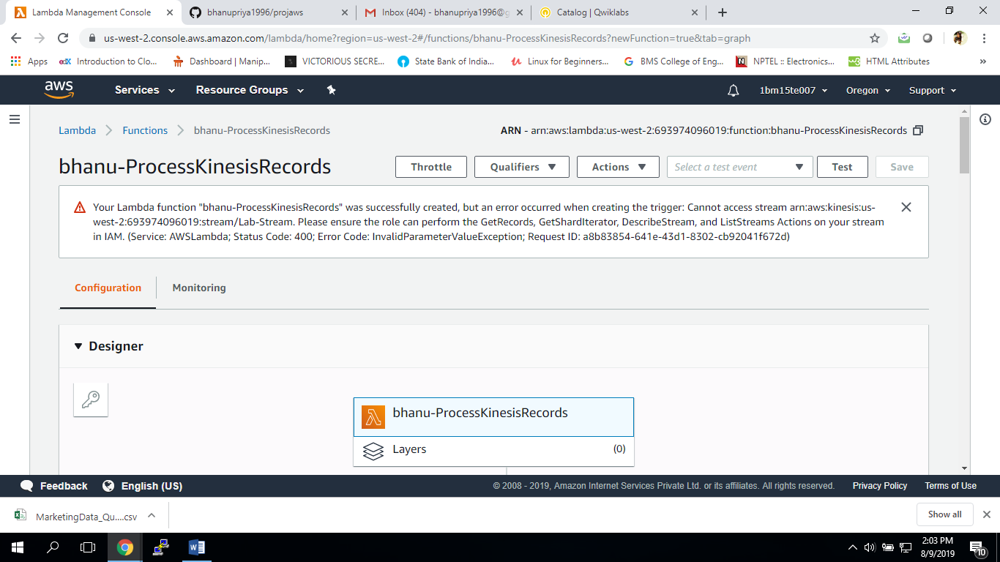 Lambda Management Console
bhanupriya1996/projaws
Inbox (404) - bhanupriya1996@g
Catalog | Qwiklabs
us-west-2.console.aws.amazon.com/lambda/home?region=us-west-2#/functions/bhanu-ProcessKinesisRecords?newFunction=true&tab=graph
Apps
edX
Introduction to Clo...
Dashboard | Manip...
VICTORIOUS SECRE...
State Bank of India...
Linux for Beginners...
BMS College of Eng...
NPTEL :: Electronics...
HTML Attributes
»
aws
Services
Resource Groups
1bm15te007
Oregon
Support
Lambda
Functions
bhanu-ProcessKinesisRecords
ARN - arn:aws:lambda:us-west-2:693974096019:function:bhanu-ProcessKinesisRecords
bhanu-ProcessKinesisRecords
Throttle
Qualifiers
Actions
Select a test event
Test
Save
Your Lambda function "bhanu-ProcessKinesisRecords" was successfully created, but an error occurred when creating the trigger: Cannot access stream arn:aws:kinesis:us-
west-2:693974096019:stream/Lab-Stream. Please ensure the role can perform the GetRecords, GetShardIterator, DescribeStream, and ListStreams Actions on your stream
in IAM. (Service: AWSLambda; Status Code: 400; Error Code: InvalidParameterValueException; Request ID: a8b83854-641e-43d1-8302-cb92041f672d)
Configuration
Monitoring
Designer
bhanu-ProcessKinesisRecords
Layers
(0)
Feedback
English (US)
© 2008 - 2019, Amazon Internet Services Private Ltd. or its affiliates. All rights reserved.
Privacy Policy
Terms of Use
MarketingData_Qu....csv
Show all
2:03 PM
8/9/2019
10